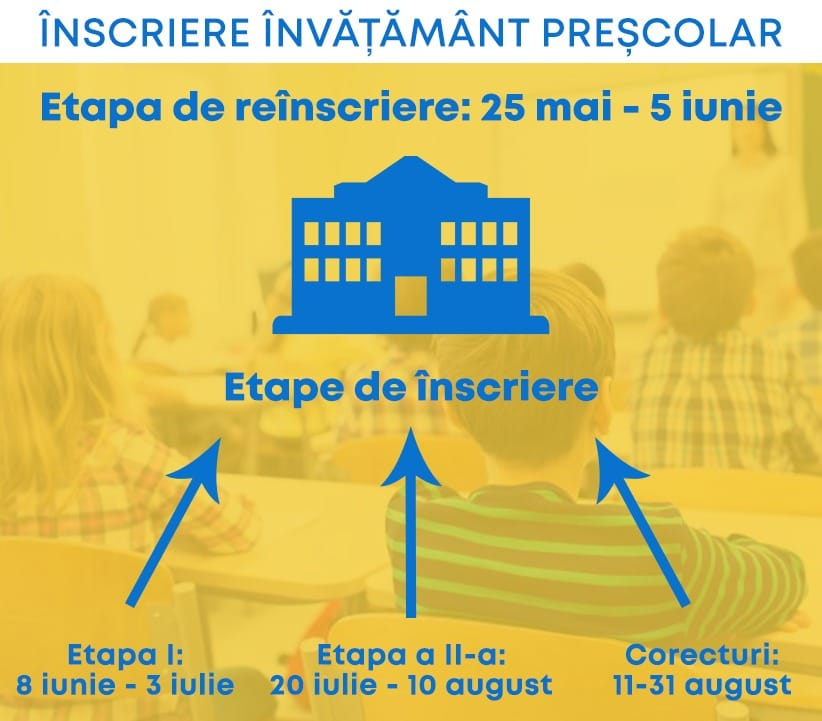 ÎNSCRIERE ÎNVĂȚĂMÂNT PREȘCOLAR
Etapa de reînscriere: 25 mai - 5 iunie
Etape de înscriere
Etapa I:
8 iunie - 3 iulie
Etapa a II-a:
20 iulie - 10 august
Corecturi:
11-31 august